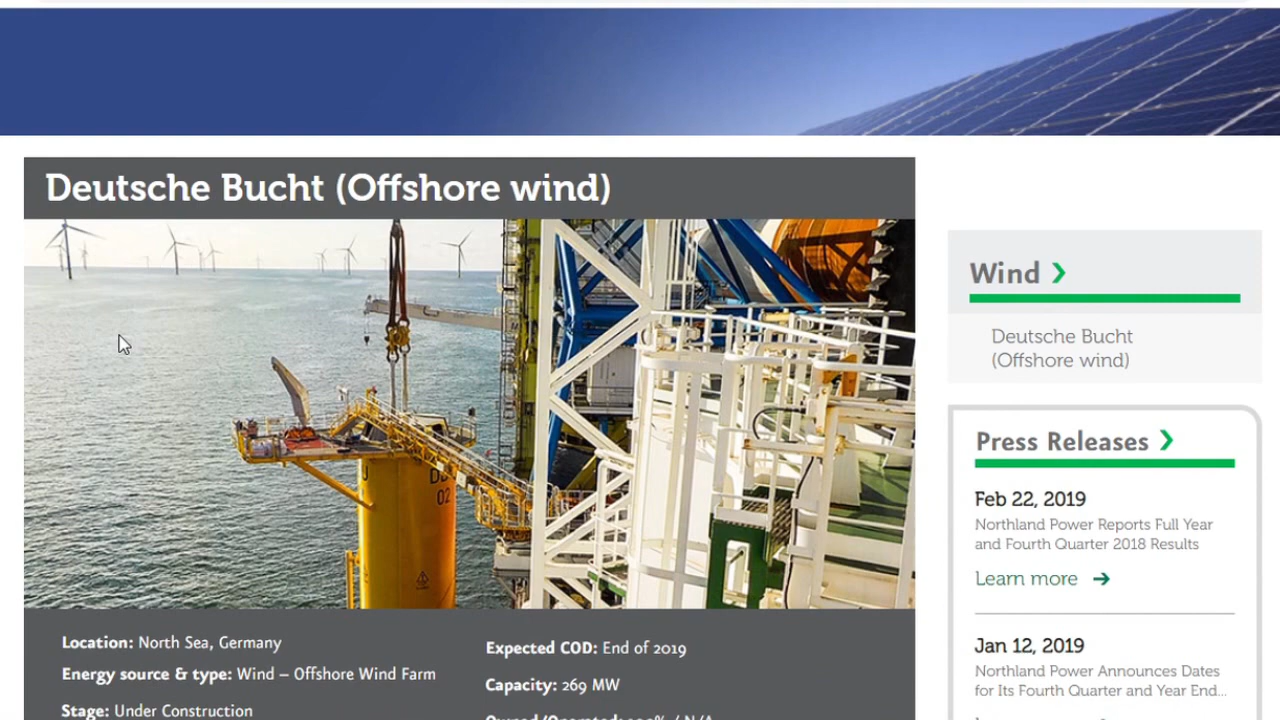 Deutsche Bucht (Offshore wind)
02
Location: North Sea, Germany
Energy source & type: Wind – Offshore Wind Farm
Stage: Under Construction
Expected COD: End of 2019
Capacity: 269 MW
Wind
Deutsche Bucht
(Offshore wind)
Press Releases
Feb 22, 2019
Northland Power Reports Full Year
and Fourth Quarter 2018 Results
Learn more
Jan 12, 2019
Northland Power Announces Dates
for Its Fourth Quarter and Year End...